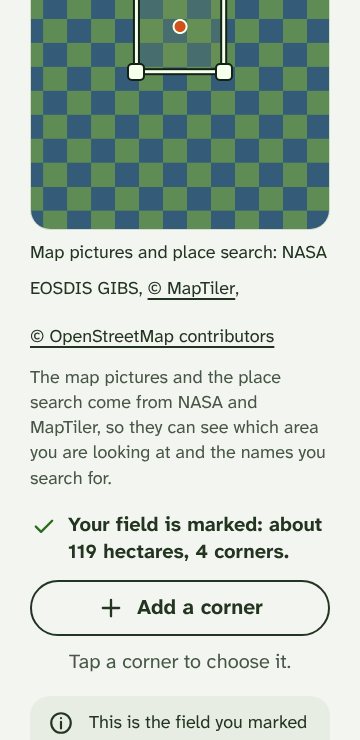 Map pictures and place search: NASA
EOSDIS GIBS, © MapTiler,
© OpenStreetMap contributors
The map pictures and the place
search come from NASA and
MapTiler, so they can see which area
you are looking at and the names you
search for.
Your field is marked: about
119 hectares, 4 corners.
Add a corner
Tap a corner to choose it.
This is the field you marked